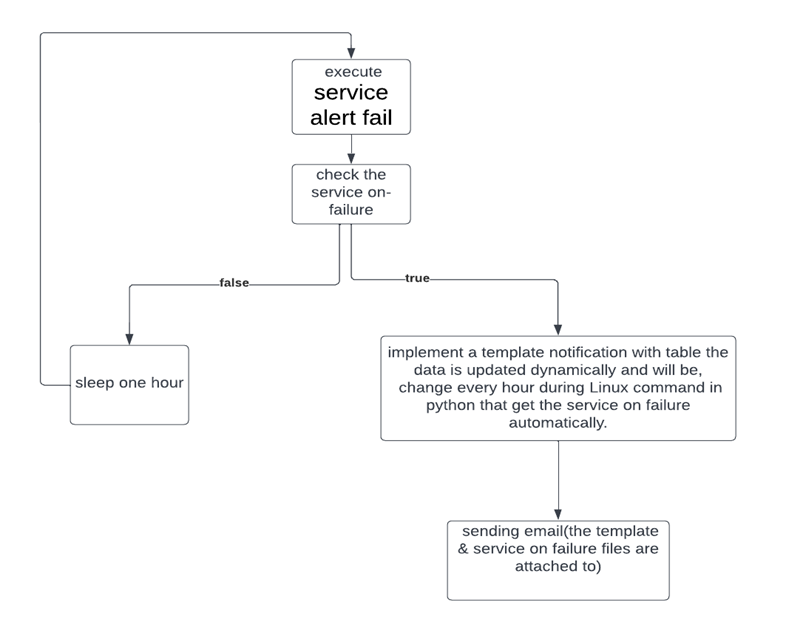 execute
service
alert fail
check the
service on-
failure
false
true
sleep one hour
implement a template notification with table the
data is updated dynamically and will be,
change every hour during Linux command in
python that get the service on failure
automatically.
sending email(the template
& service on failure files are
attached to)